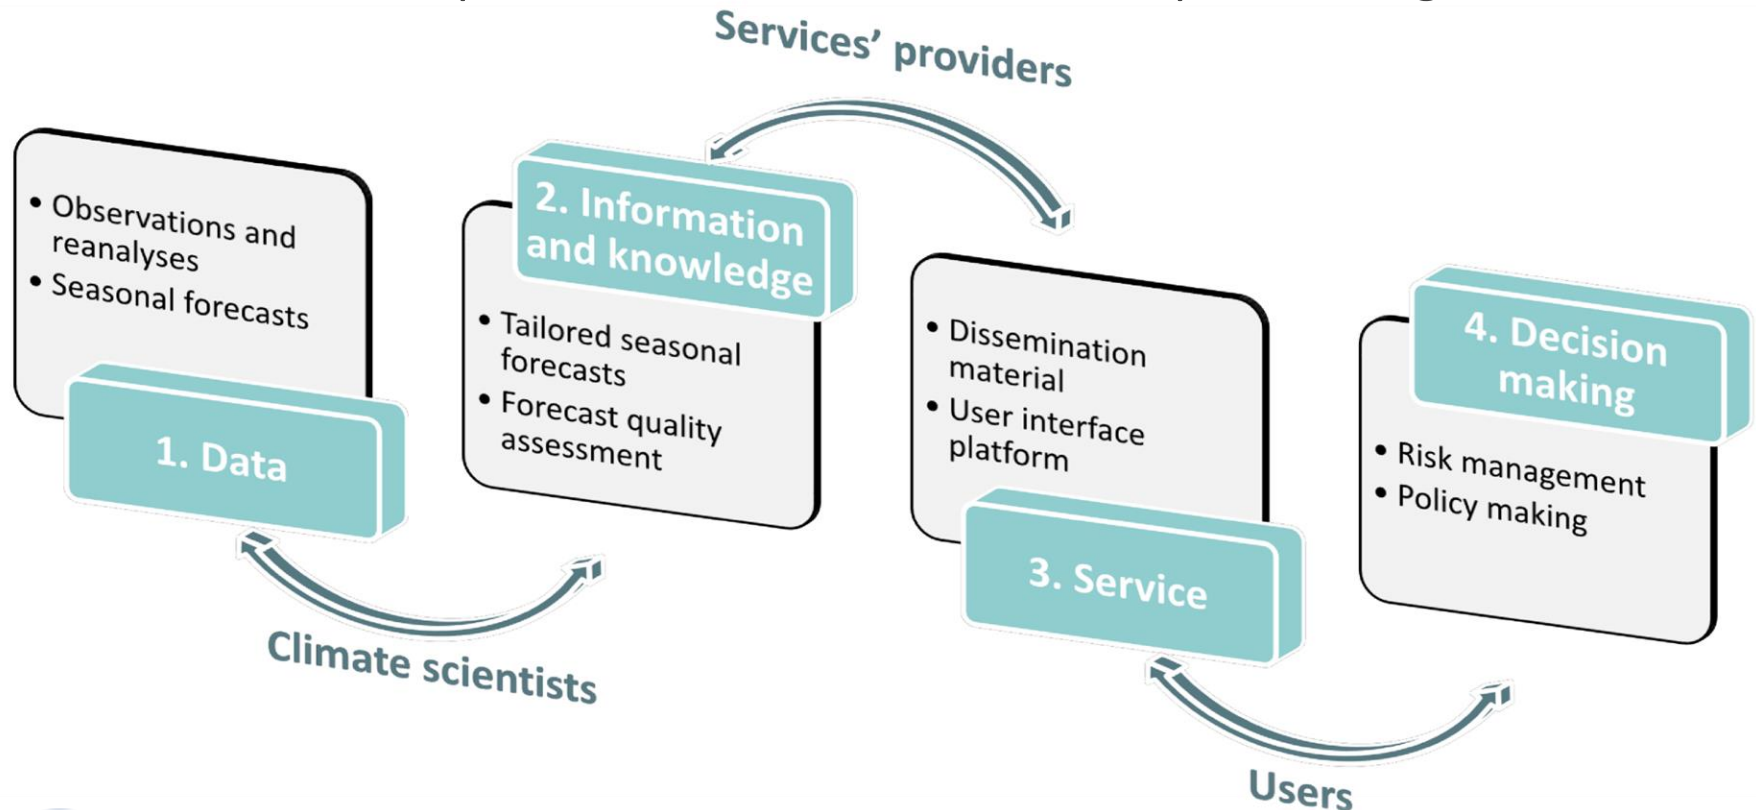 Services’ providers
• Observations and
reanalyses
• Seasonal forecasts
1. Data
Climate scientists
2. Information
and knowledge
• Tailored seasonal
forecasts
• Forecast quality
assessment
• Dissemination
material
• User interface
platform
3. Service
Users
4. Decision
making
• Risk management
• Policy making